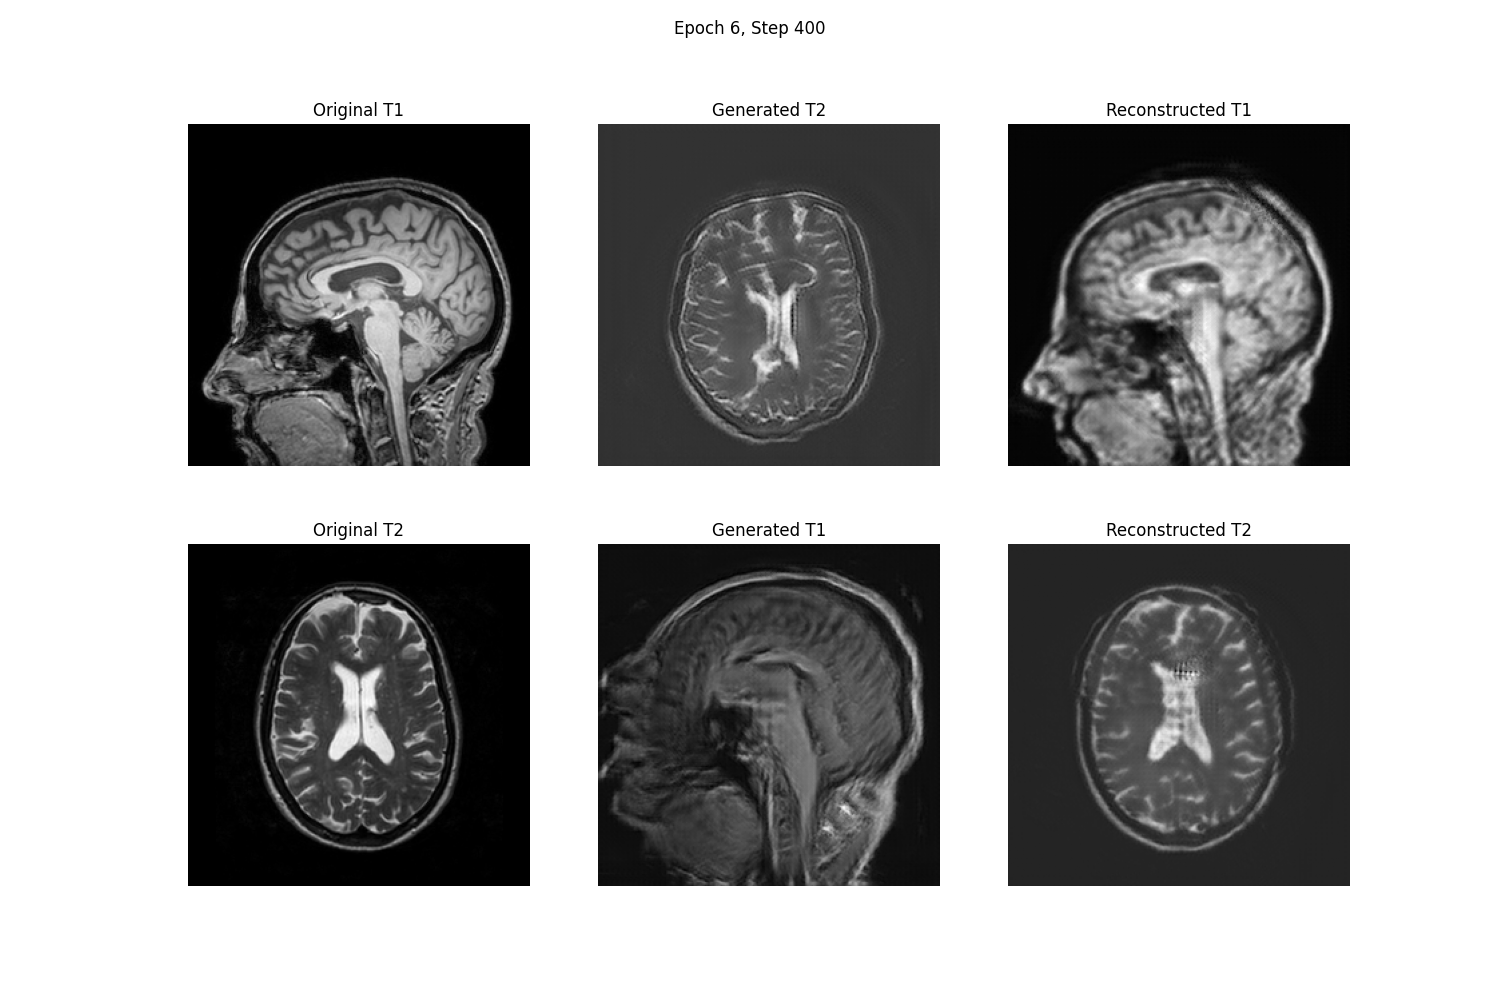 Epoch 6, Step 400
Original T1
Generated T2
Reconstructed T1
Original T2
Generated T1
Reconstructed T2